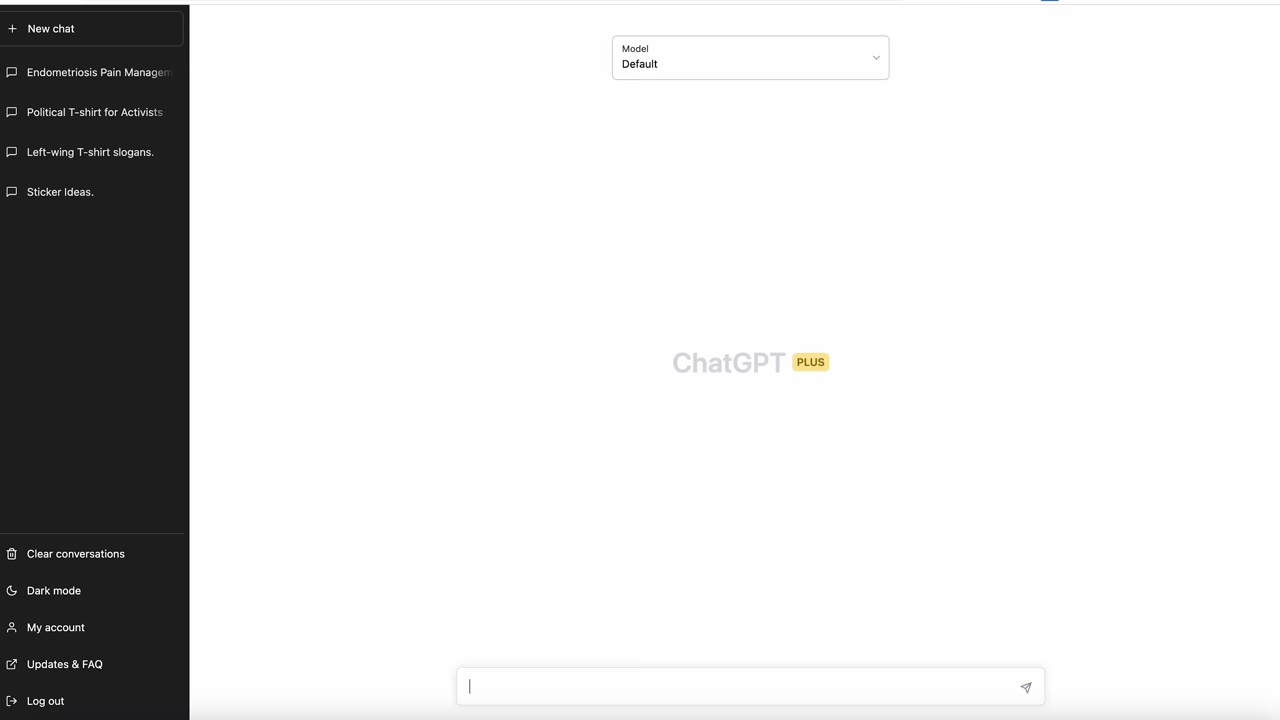 New chat
Endometriosis Pain Managem
Political T-shirt for Activists
Left-wing T-shirt slogans.
Sticker Ideas.
Clear conversations
Dark mode
My account
Updates & FAQ
Log out
Model
Default
ChatGPT PLUS